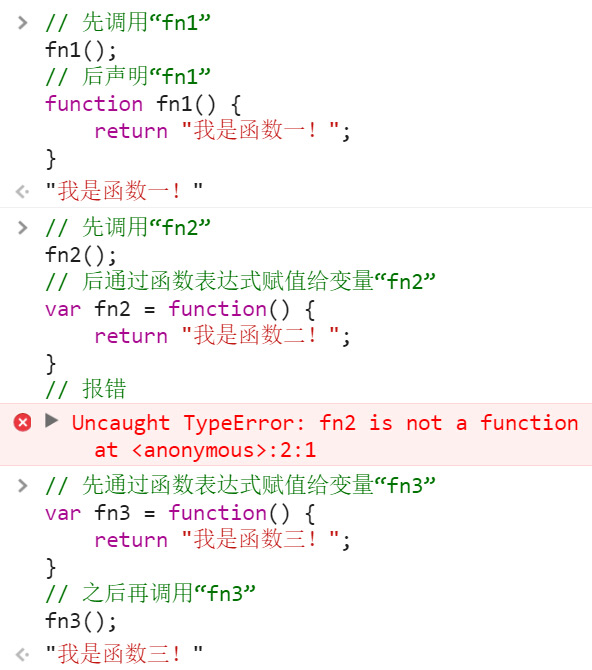 // 先调用“fn1”
fn1();
// 后声明“fn1”
function fn1() {
    return "我是函数一！";
}
"我是函数一！"
// 先调用“fn2”
fn2();
// 后通过函数表达式赋值给变量“fn2”
var fn2 = function() {
    return "我是函数二！";
}
// 报错
Uncaught TypeError: fn2 is not a function
at <anonymous>:2:1
// 先通过函数表达式赋值给变量“fn3”
var fn3 = function() {
    return "我是函数三！";
}
// 之后再调用“fn3”
fn3();
"我是函数三！"